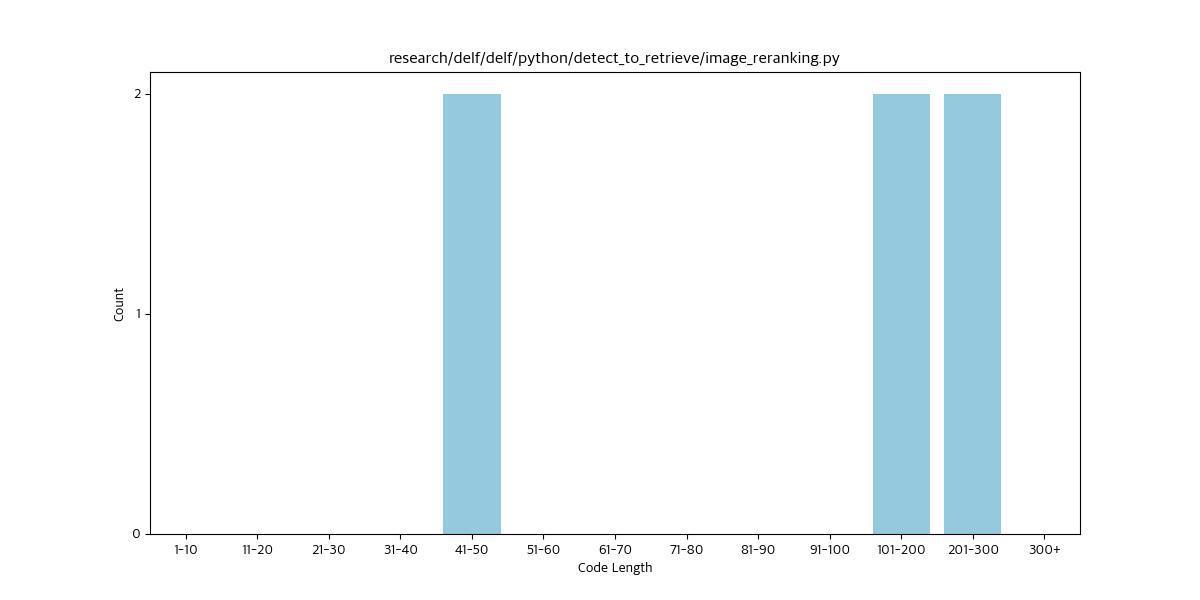 research/delf/delf/python/detect_to_retrieve/image_reranking.py
2
1
0
Count
1-10 11-20 21-30 31-40 41-50 51-60 61-70 71-80 81-90 91-100 101-200 201-300 300+
Code Length